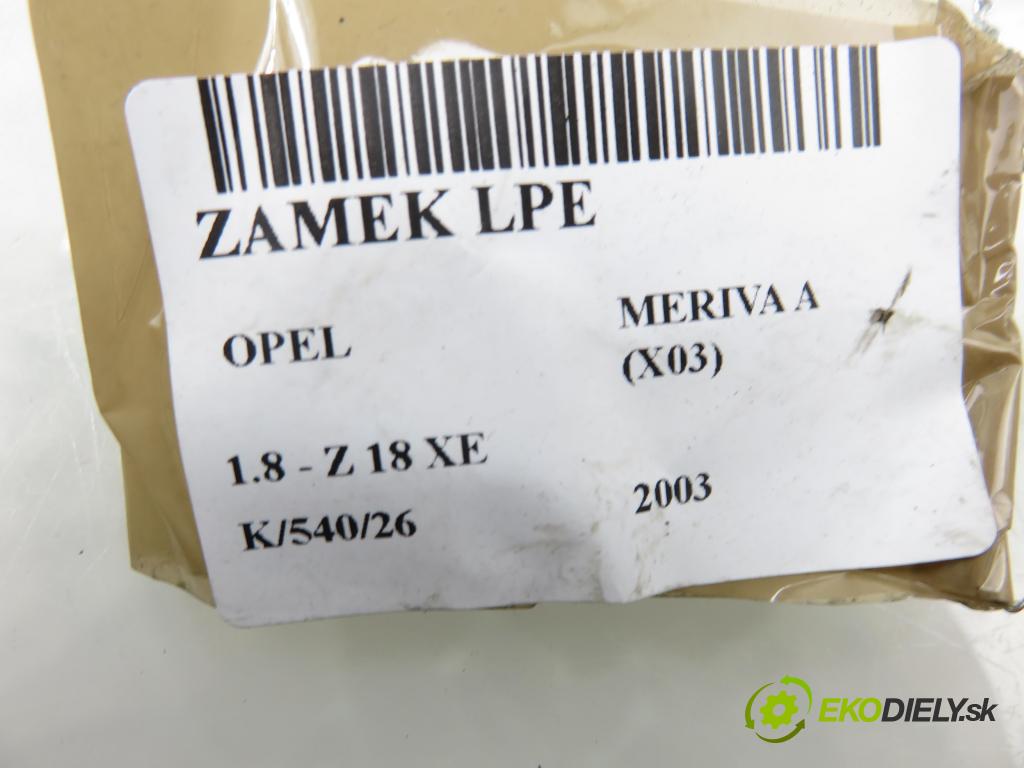 ZAMEK LPE
OPEL
MERIVA A
(X03)
1.8 - Z 18 XE
2003
K/540/26
EKODIELY.sk